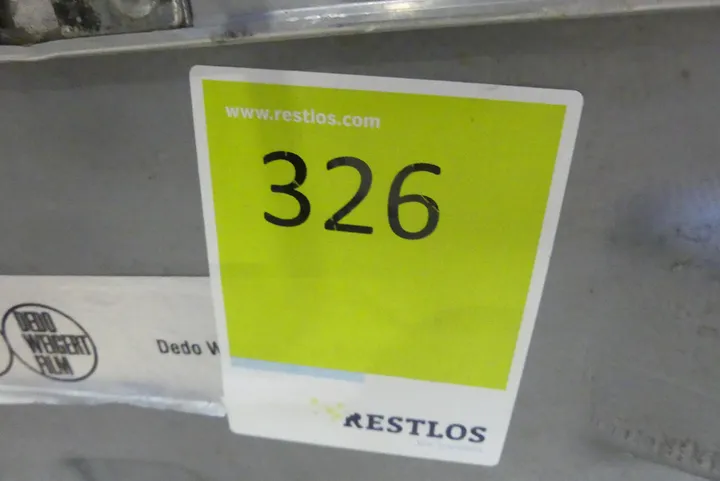 www.restlos.com
326
DEDO
WEIGERT
FILM
Dedo W
RESTLOS